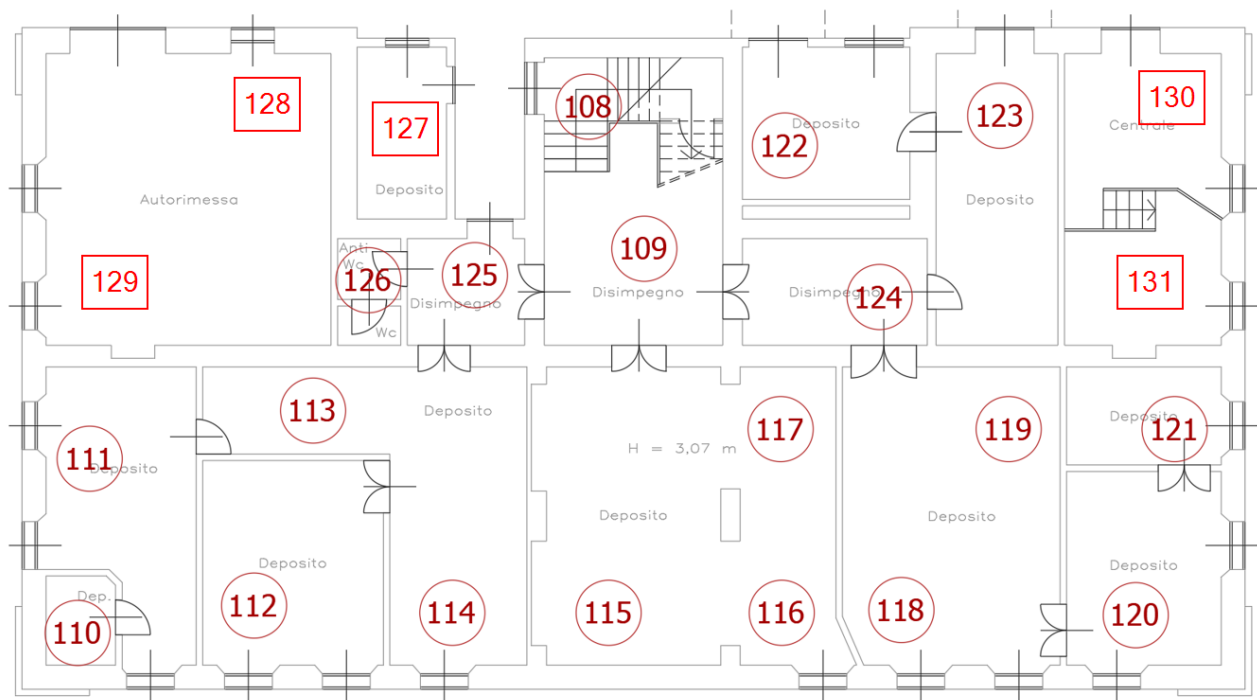 128
108
130
127
123
122
Deposito
Centrale
Deposito
Autorimessa
Deposito
109
Anti
Wc
126
125
129
131
124
Disimpegno
Disimpegno
Disimpegno
Wc
113
Deposito
117
119
121
Deposito
111
Deposito
H = 3,07 m
Deposito
Deposito
Deposito
Deposito
Dep.
110
112
114
115
116
118
120